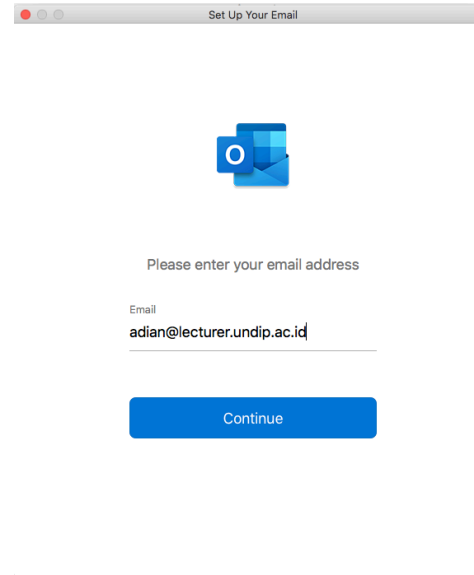 Set Up Your Email
O
Please enter your email address
Email
adian@lecturer.undip.ac.id
Continue